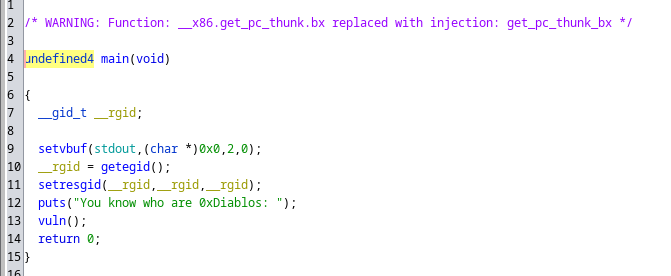 1
2 /* WARNING: Function: __x86.get_pc_thunk.bx replaced with injection: get_pc_thunk_bx */
3
4 undefined4 main(void)
5
6 {
7   __gid_t __rgid;
8
9   setvbuf(stdout,(char *)0x0,2,0);
10   __rgid = getegid();
11   setresgid(__rgid,__rgid,__rgid);
12   puts("You know who are 0xDiablos: ");
13   vuln();
14   return 0;
15 }
16